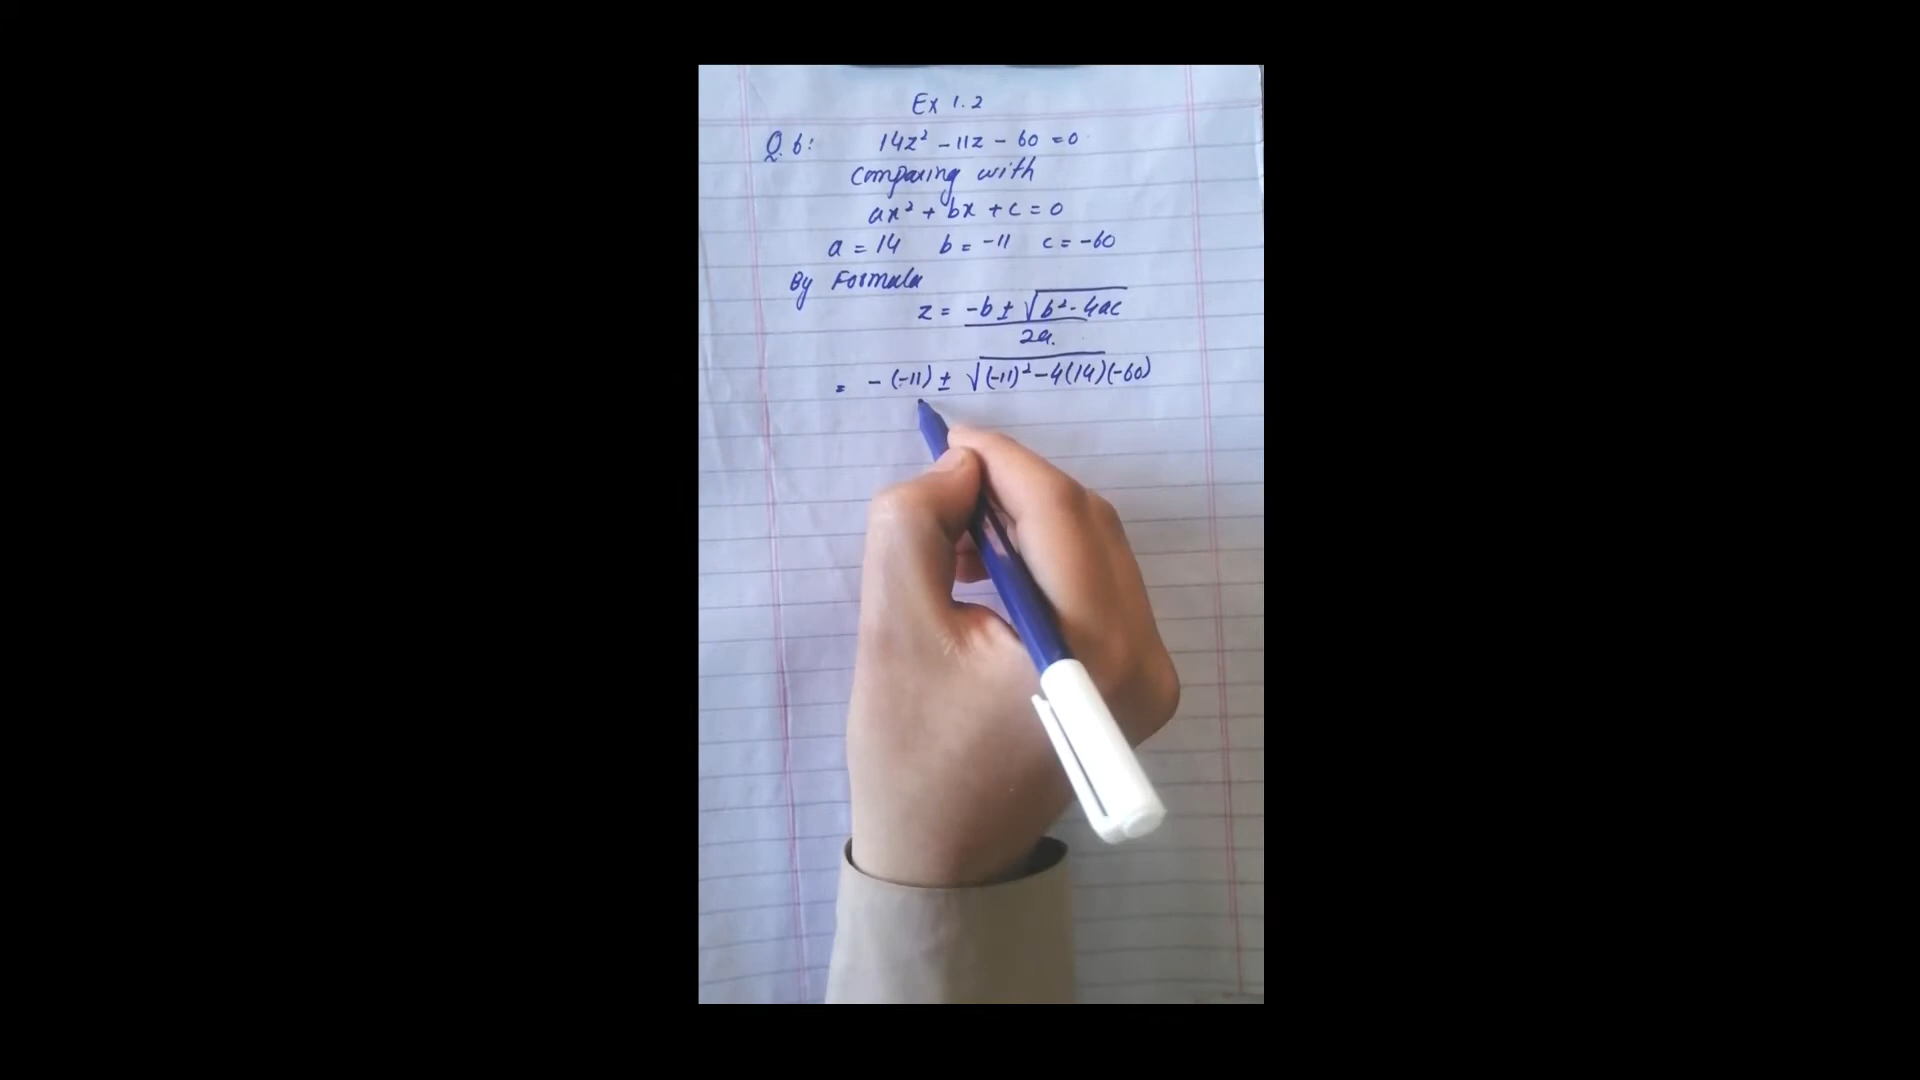 Ex 1.2
Q.6: 14z² - 11z - 60 = 0
Comparing with
ax² + bx + c = 0
a = 14 b = -11 c = -60
By Formula
z = -b ± √b² - 4ac
2a.
= - (-11) ± √(-11)² - 4(14)(-60)